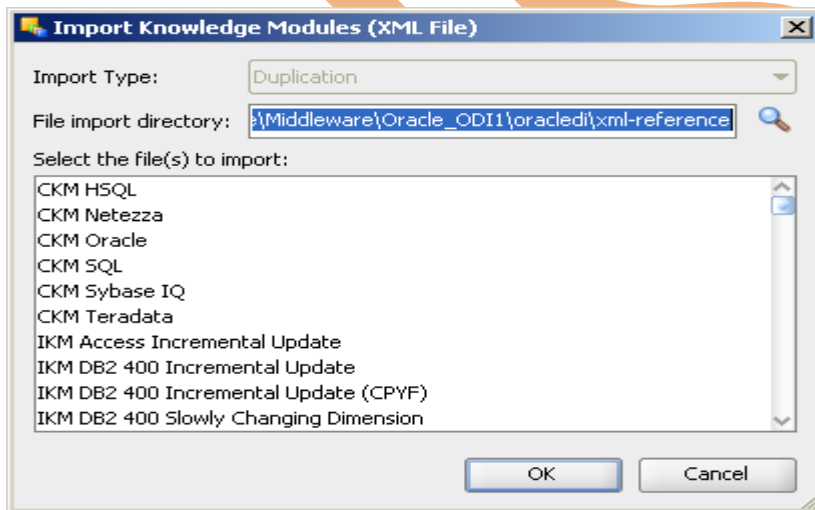 Import Knowledge Modules (XML File)
Import Type: Duplication
File import directory: e\Middleware\Oracle_ODI1\oracledi\xml-reference
Select the file(s) to import:
CKM HSQL
CKM Netezza
CKM Oracle
CKM SQL
CKM Sybase IQ
CKM Teradata
IKM Access Incremental Update
IKM DB2 400 Incremental Update
IKM DB2 400 Incremental Update (CPYF)
IKM DB2 400 Slowly Changing Dimension
OK Cancel